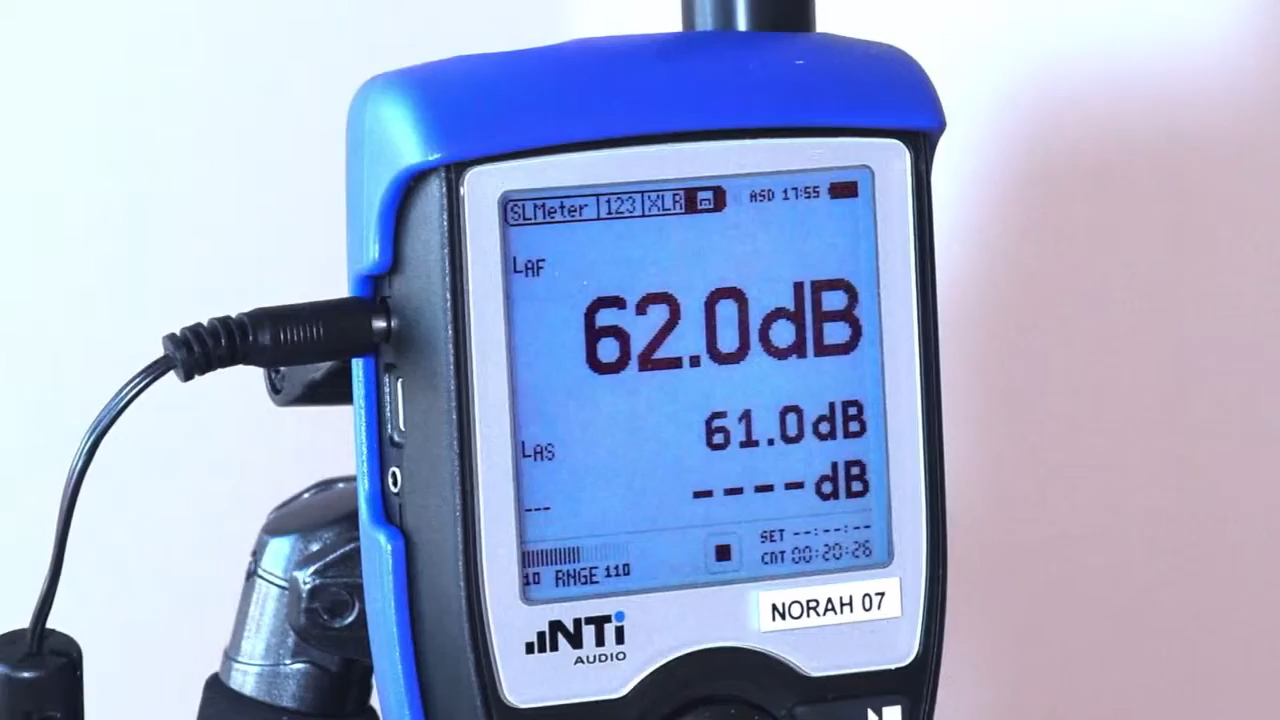 SLMeter 123 XLR ASD 17:55
LAF
62.0dB
61.0dB
LAS
----dB
---
SET --:--:--
CNT 00:20:26
10 RNGE 110
NORAH 07
NTi
AUDIO